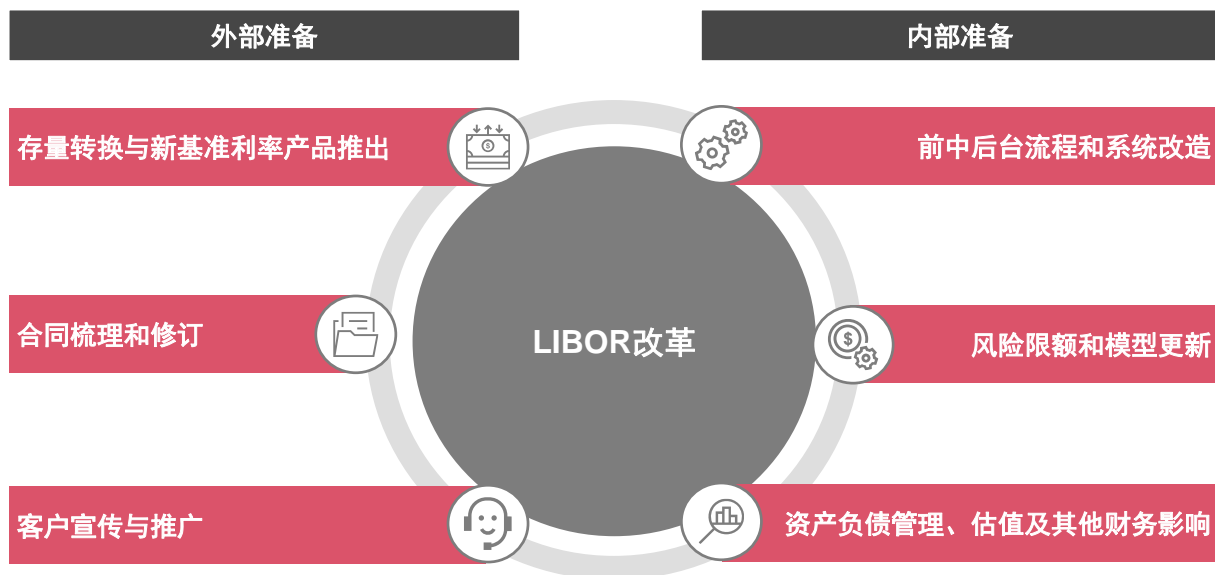 外部准备
内部准备
存量转换与新基准利率产品推出
前中后台流程和系统改造
合同梳理和修订
LIBOR改革
风险限额和模型更新
客户宣传与推广
资产负债管理、估值及其他财务影响
$
$